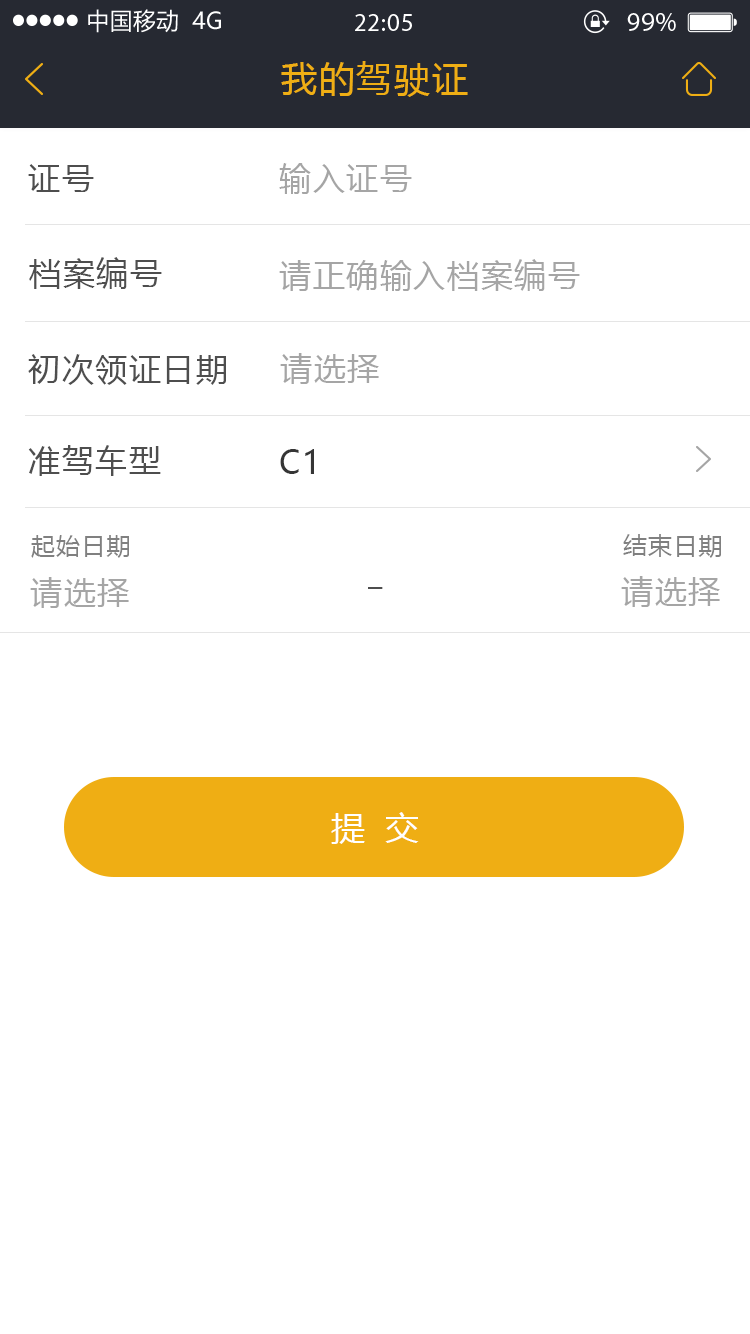 中国移动 4G 22:05 99%
我的驾驶证
证号 输入证号
档案编号 请正确输入档案编号
初次领证日期 请选择
准驾车型 C1
起始日期 结束日期
请选择 – 请选择
提 交